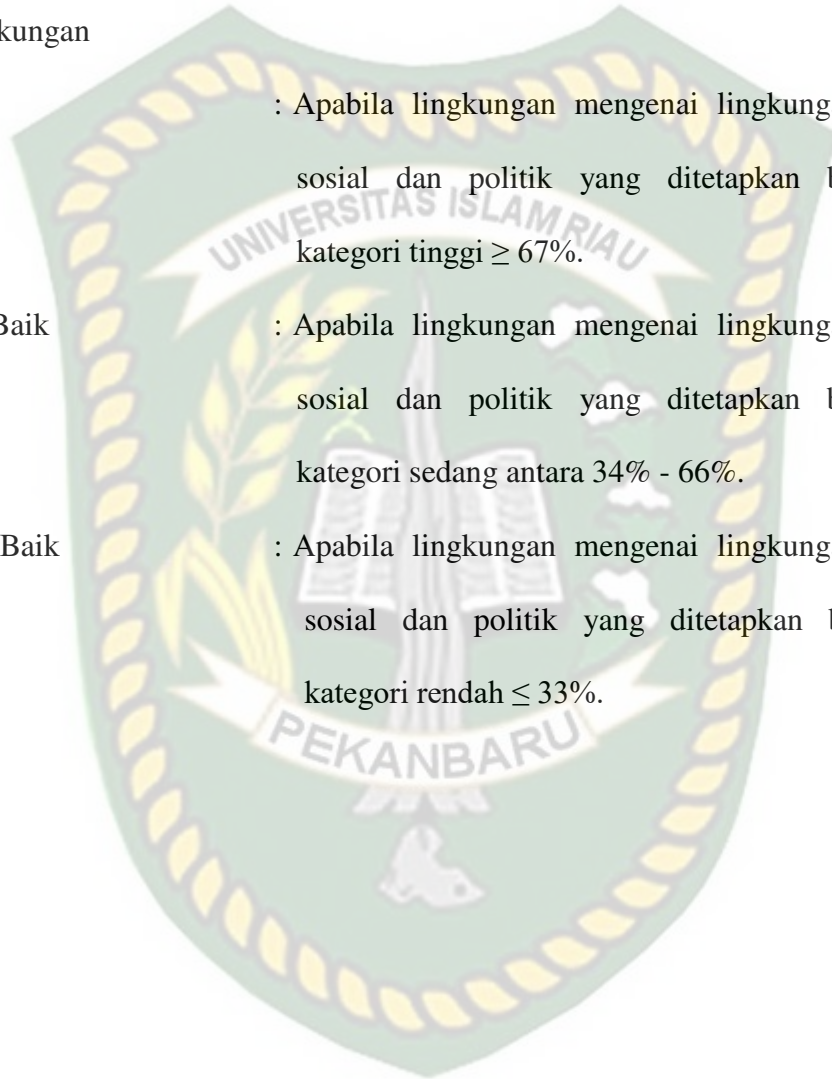 kungan
: Apabila lingkungan mengenai lingkung
sosial dan politik yang ditetapkan b
UNIVERSITAS ISLAM RIAU
kategori tinggi ≥ 67%.
Baik : Apabila lingkungan mengenai lingkung
sosial dan politik yang ditetapkan b
kategori sedang antara 34% - 66%.
Baik : Apabila lingkungan mengenai lingkung
sosial dan politik yang ditetapkan b
kategori rendah ≤ 33%.
PEKANBARU